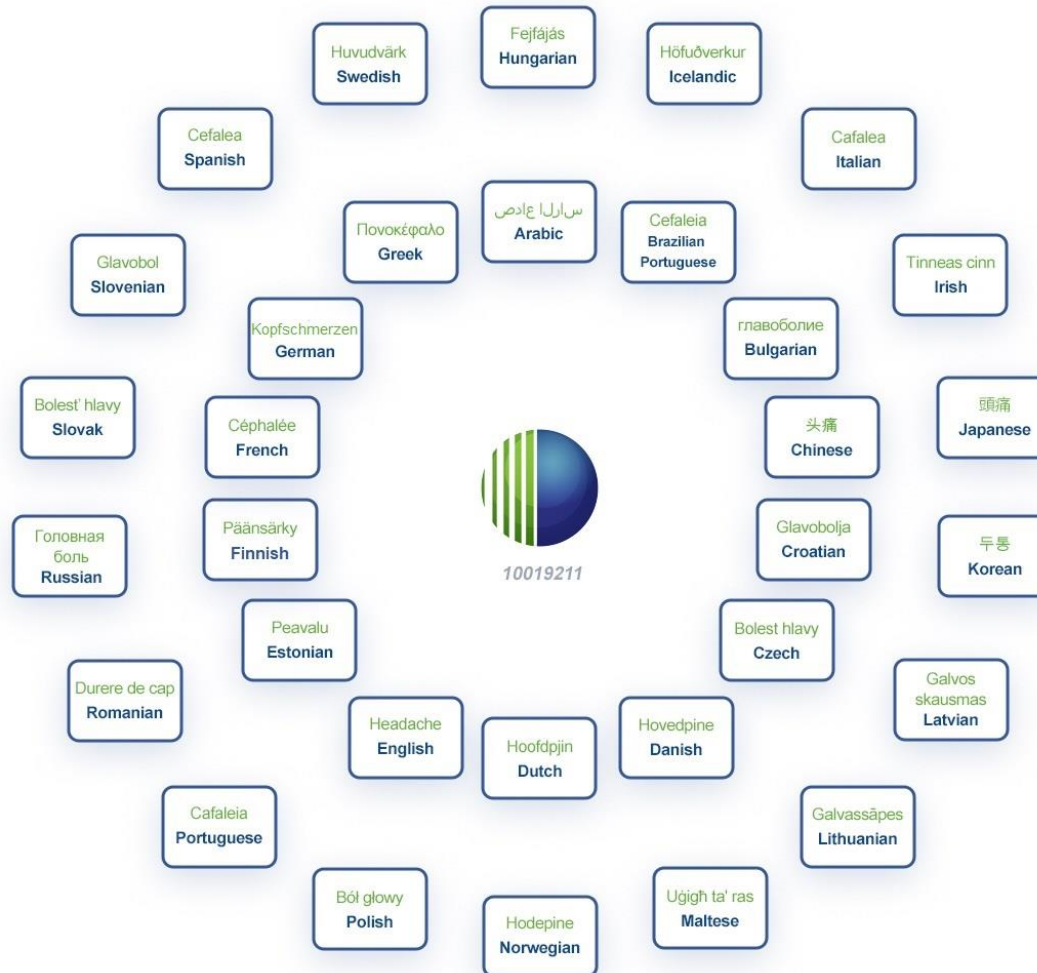 Fejfájás
Hungarian
Huvudvärk
Swedish
Höfuðverkur
Icelandic
Cefalea
Spanish
Cafalea
Italian
سارلا عادص
Arabic
Πονοκέφαλο
Greek
Cefaleia
Brazilian
Portuguese
Glavobol
Slovenian
Tinneas cinn
Irish
Kopfschmerzen
German
главоболие
Bulgarian
Bolesť hlavy
Slovak
Céphalée
French
头痛
Chinese
頭痛
Japanese
Головная
боль
Russian
Päänsärky
Finnish
10019211
Glavobolja
Croatian
두통
Korean
Peavalu
Estonian
Bolest hlavy
Czech
Durere de cap
Romanian
Galvos
skausmas
Latvian
Headache
English
Hoofdpjin
Dutch
Hovedpine
Danish
Cafaleia
Portuguese
Galvassāpes
Lithuanian
Ból głowy
Polish
Hodepine
Norwegian
Uġigħ ta' ras
Maltese